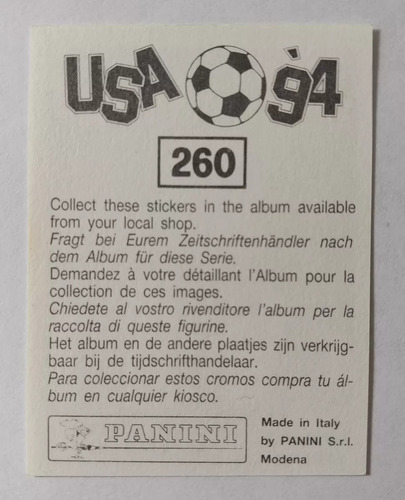 USA '94
260
Collect these stickers in the album available
from your local shop.
Fragt bei Eurem Zeitschriftenhändler nach
dem Album für diese Serie.
Demandez à votre détaillant l'Album pour la
collection de ces images.
Chiedete al vostro rivenditore l'album per la
raccolta di queste figurine.
Het album en de andere plaatjes zijn verkrijg-
baar bij de tijdschrifthandelaar.
Para coleccionar estos cromos compra tu ál-
bum en cualquier kiosco.
PANINI
Made in Italy
by PANINI S.r.l.
Modena